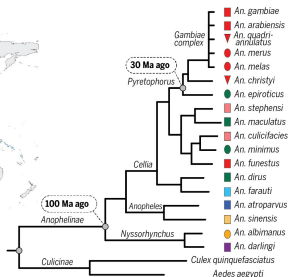 An. gambiae
An. arabiensis
Gambiae
complex
An. quadri-
annulatus
An. merus
An. melas
30 Ma ago
Pyretophorus
An. christyi
An. epiroticus
An. stephensi
An. maculatus
An. culicifacies
An. minimus
An. funestus
Cellia
An. dirus
An. farauti
100 Ma ago
Anopheles
An. atroparvus
Anophelinae
An. sinensis
Nyssorhynchus
An. albimanus
An. darlingi
Culicinae
Culex quinquefasciatus
Aedes aegypti